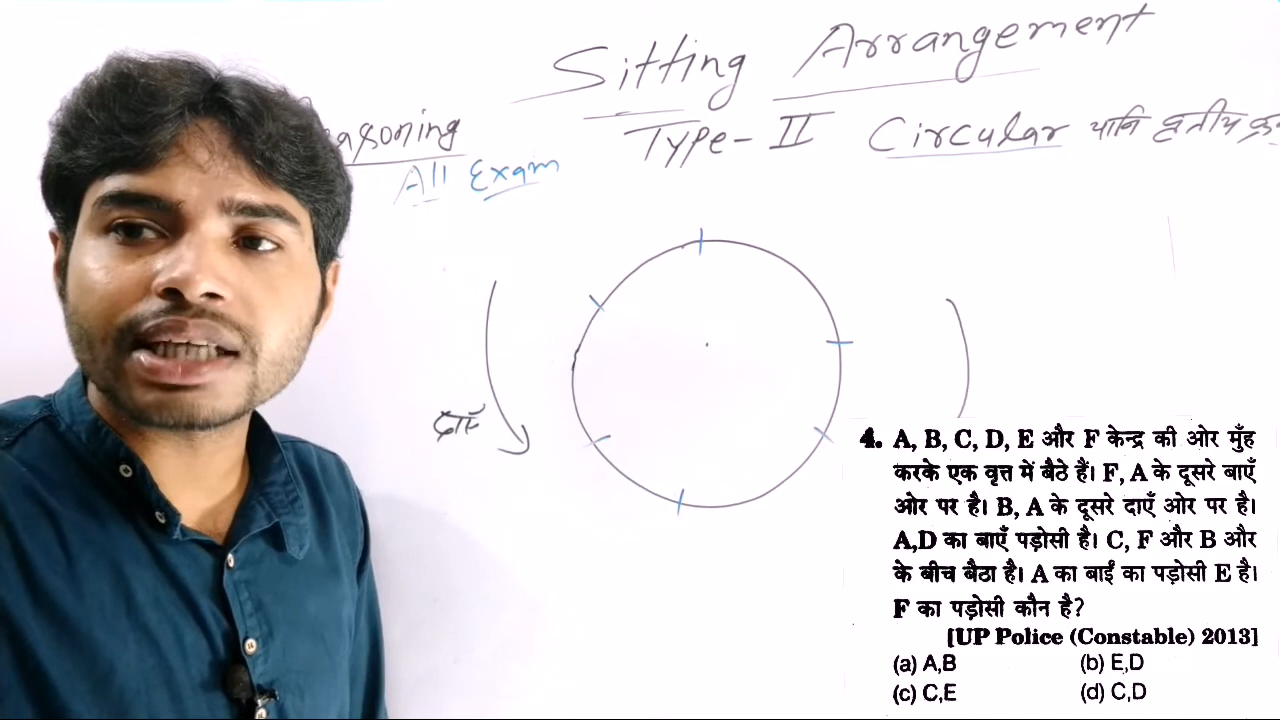 Sitting Arrangement
Reasoning
Type-II Circular यानि
All Exam
4. A, B, C, D, E और F केन्द्र की ओर मुँह
करके एक वृत्त में बैठे हैं। F, A के दूसरे बाएँ
ओर पर है। B, A के दूसरे दाएँ ओर पर है।
A,D का बाएँ पड़ोसी है। C, F और B और
के बीच बैठा है। A का बाईं का पड़ोसी E है।
F का पड़ोसी कौन है?
[UP Police (Constable) 2013]
(a) A,B (b) E,D
(c) C,E (d) C,D